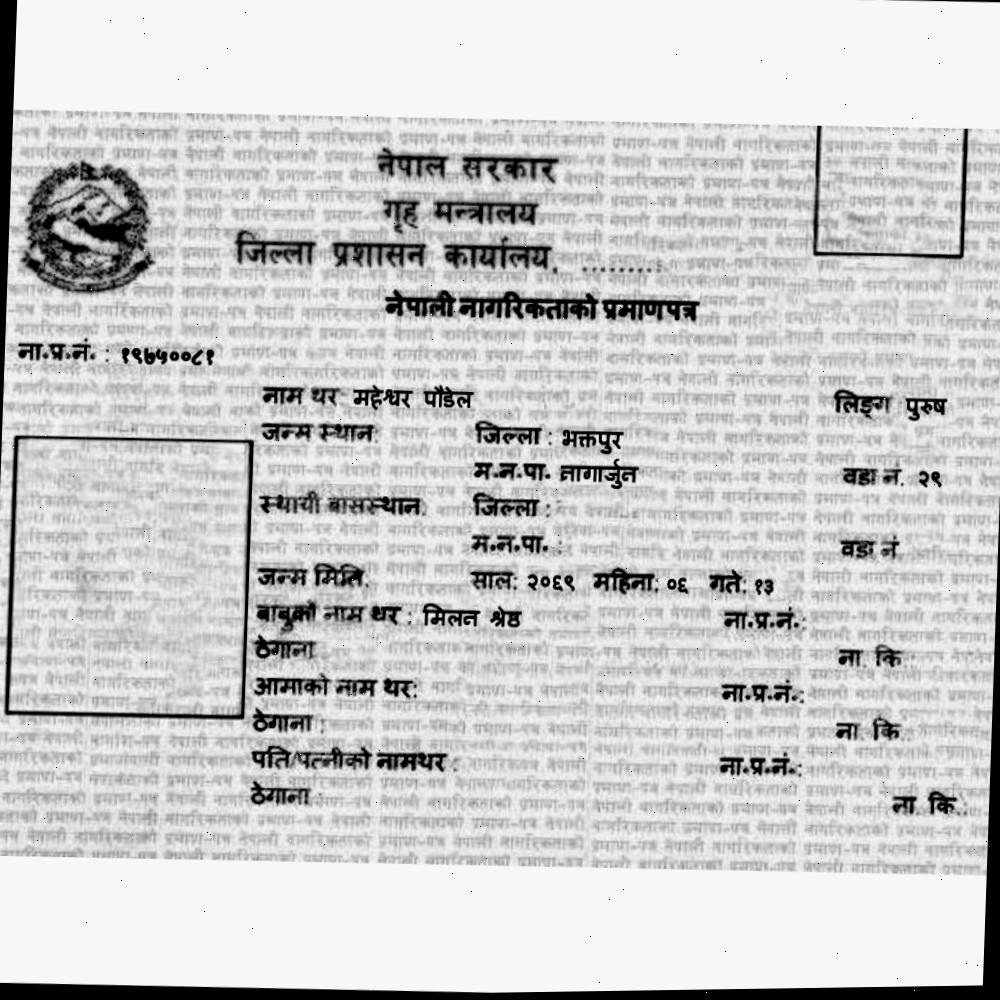 नेपाल सरकार
गृह मन्त्रालय
जिल्ला प्रशासन कार्यालय, .........
नेपाली नागरिकताको प्रमाणपत्र
ना.प्र.नं. : १९७५००८१
नाम थर: महेश्वर पौडेल लिङ्ग पुरुष
जन्म स्थान: जिल्ला : भक्तपुर
म.न.पा. नागार्जुन वडा नं. २९
स्थायी बासस्थान: जिल्ला :
म.न.पा. : वडा नं.
जन्म मिति: साल: २०६९ महिना: ०६ गते: १३
बाबुको नाम थर : मिलन श्रेष्ठ ना.प्र.नं.:
ठेगाना ना. कि.:
आमाको नाम थर: ना.प्र.नं.:
ठेगाना : ना. कि.:
पति/पत्नीको नामथर : ना.प्र.नं.:
ठेगाना : ना. कि.: